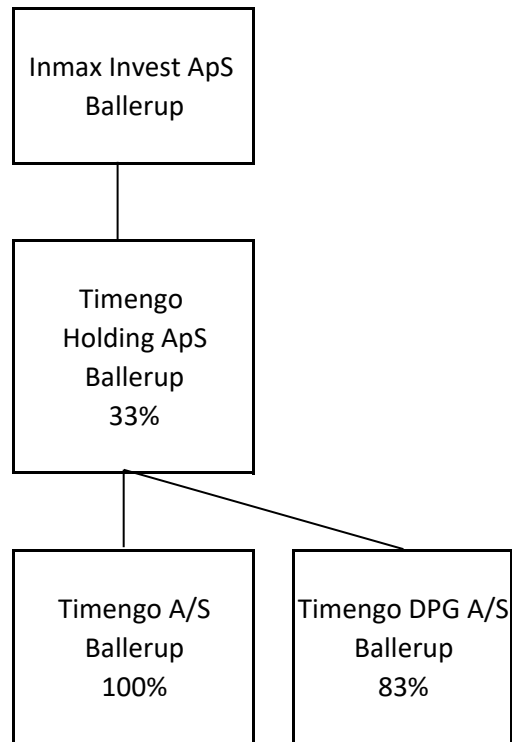 Inmax Invest ApS
Ballerup
Timengo
Holding ApS
Ballerup
33%
Timengo A/S
Ballerup
100%
Timengo DPG A/S
Ballerup
83%